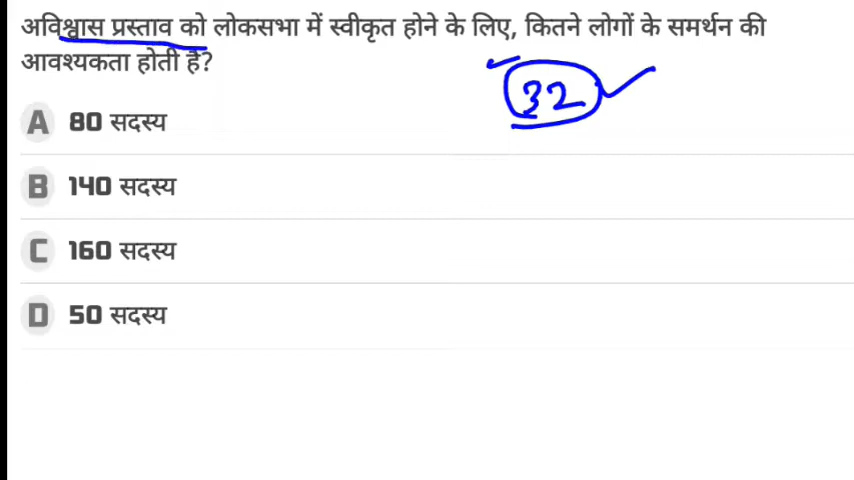 अविश्वास प्रस्ताव को लोकसभा में स्वीकृत होने के लिए, कितने लोगों के समर्थन की
आवश्यकता होती है?
32
A 80 सदस्य
B 140 सदस्य
C 160 सदस्य
D 50 सदस्य